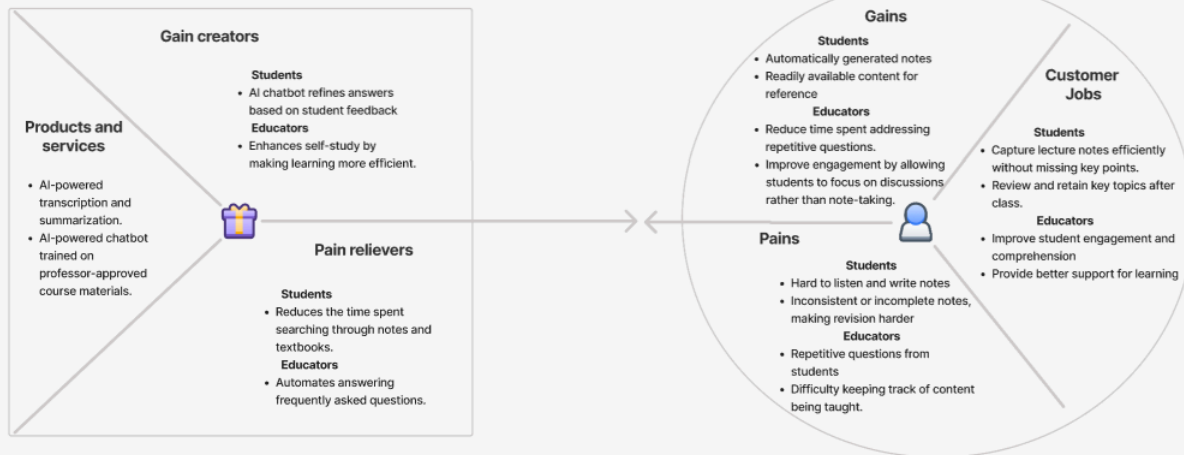 Gain creators
Students
• AI chatbot refines answers
based on student feedback
Educators
• Enhances self-study by
making learning more efficient.
Products and
services
• AI-powered
transcription and
summarization.
• AI-powered chatbot
trained on
professor-approved
course materials.
Pain relievers
Students
• Reduces the time spent
searching through notes and
textbooks.
Educators
• Automates answering
frequently asked questions.
Gains
Students
• Automatically generated notes
• Readily available content for
reference
Educators
• Reduce time spent addressing
repetitive questions.
• Improve engagement by allowing
students to focus on discussions
rather than note-taking.
Customer
Jobs
Students
• Capture lecture notes efficiently
without missing key points.
• Review and retain key topics after
class.
Educators
• Improve student engagement and
comprehension
• Provide better support for learning
Pains
Students
• Hard to listen and write notes
• Inconsistent or incomplete notes,
making revision harder
Educators
• Repetitive questions from
students
• Difficulty keeping track of content
being taught.